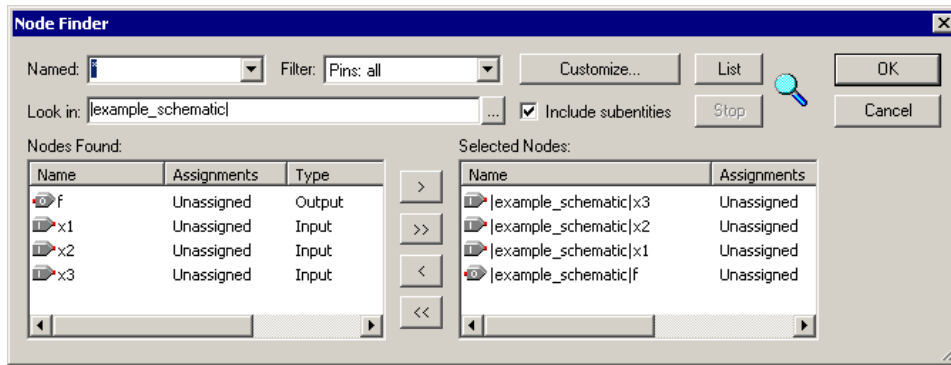 Node Finder
Named: * Filter: Pins: all Customize... List OK
Look in: |example_schematic| ... Include subentities Stop Cancel
Nodes Found: Selected Nodes:
Name Assignments Type > Name Assignments
f Unassigned Output |example_schematic|x3 Unassigned
x1 Unassigned Input >> |example_schematic|x2 Unassigned
x2 Unassigned Input < |example_schematic|x1 Unassigned
x3 Unassigned Input |example_schematic|f Unassigned
<<